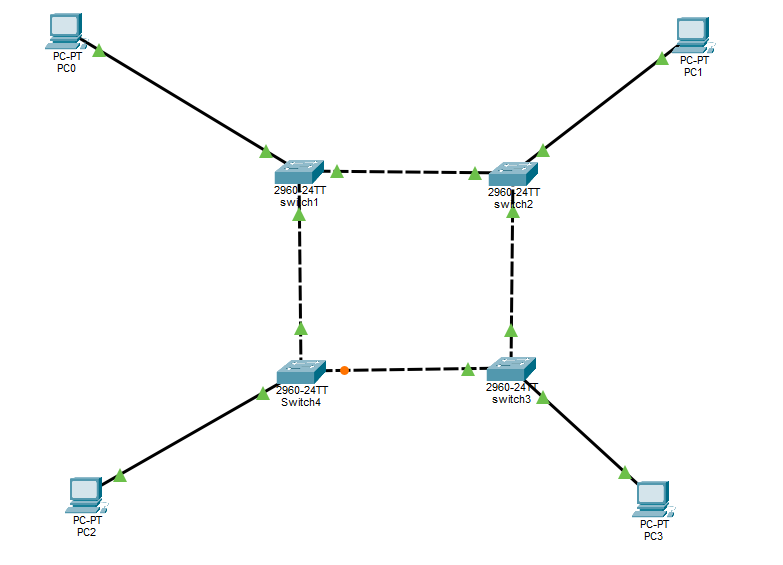 PC-PT
PC0
PC-PT
PC1
2960-24TT
switch1
2960-24TT
switch2
2960-24TT
Switch4
2960-24TT
switch3
PC-PT
PC2
PC-PT
PC3